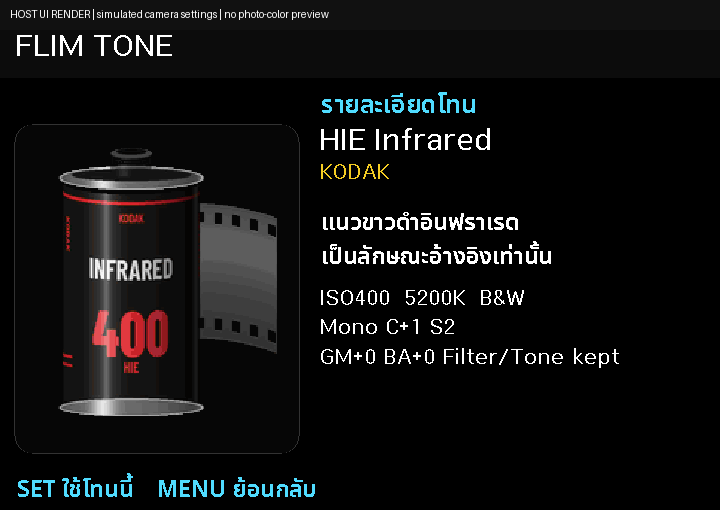 HOST UI RENDER | simulated camera settings | no photo-color preview
FLIM TONE
รายละเอียดโทน
HIE Infrared
KODAK
แนวขาวดำอินฟราเรด
เป็นลักษณะอ้างอิงเท่านั้น
ISO400 5200K B&W
Mono C+1 S2
GM+0 BA+0 Filter/Tone kept
KODAK
KODAK
INFRARED
400
HIE
SET ใช้โทนนี้ MENU ย้อนกลับ